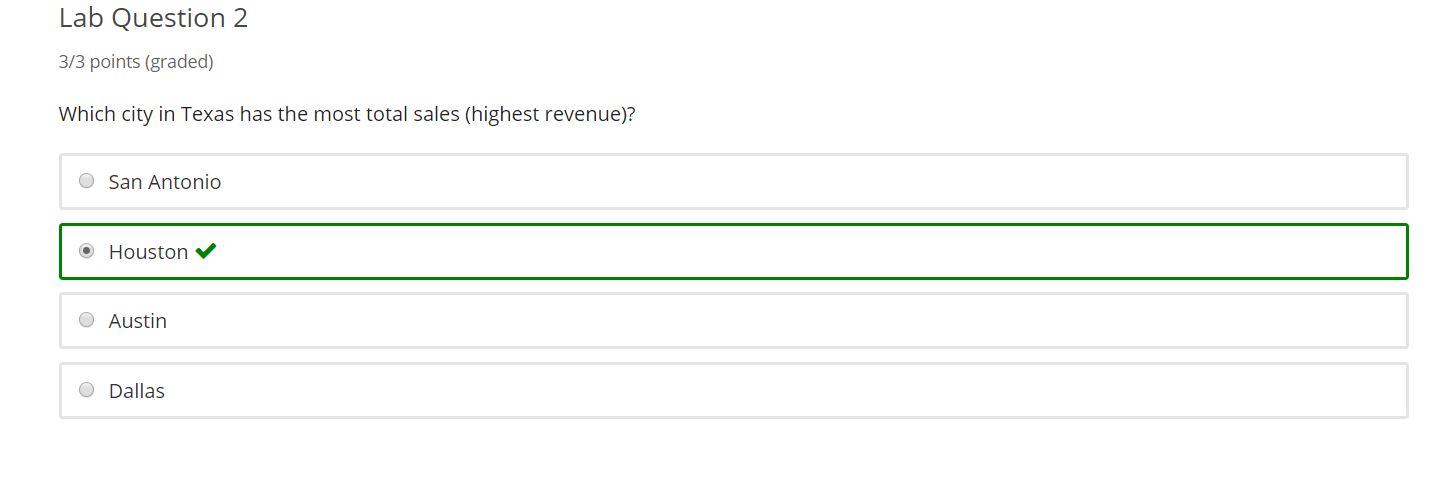 Lab Question 2
3/3 points (graded)
Which city in Texas has the most total sales (highest revenue)?
San Antonio
Houston
Austin
Dallas